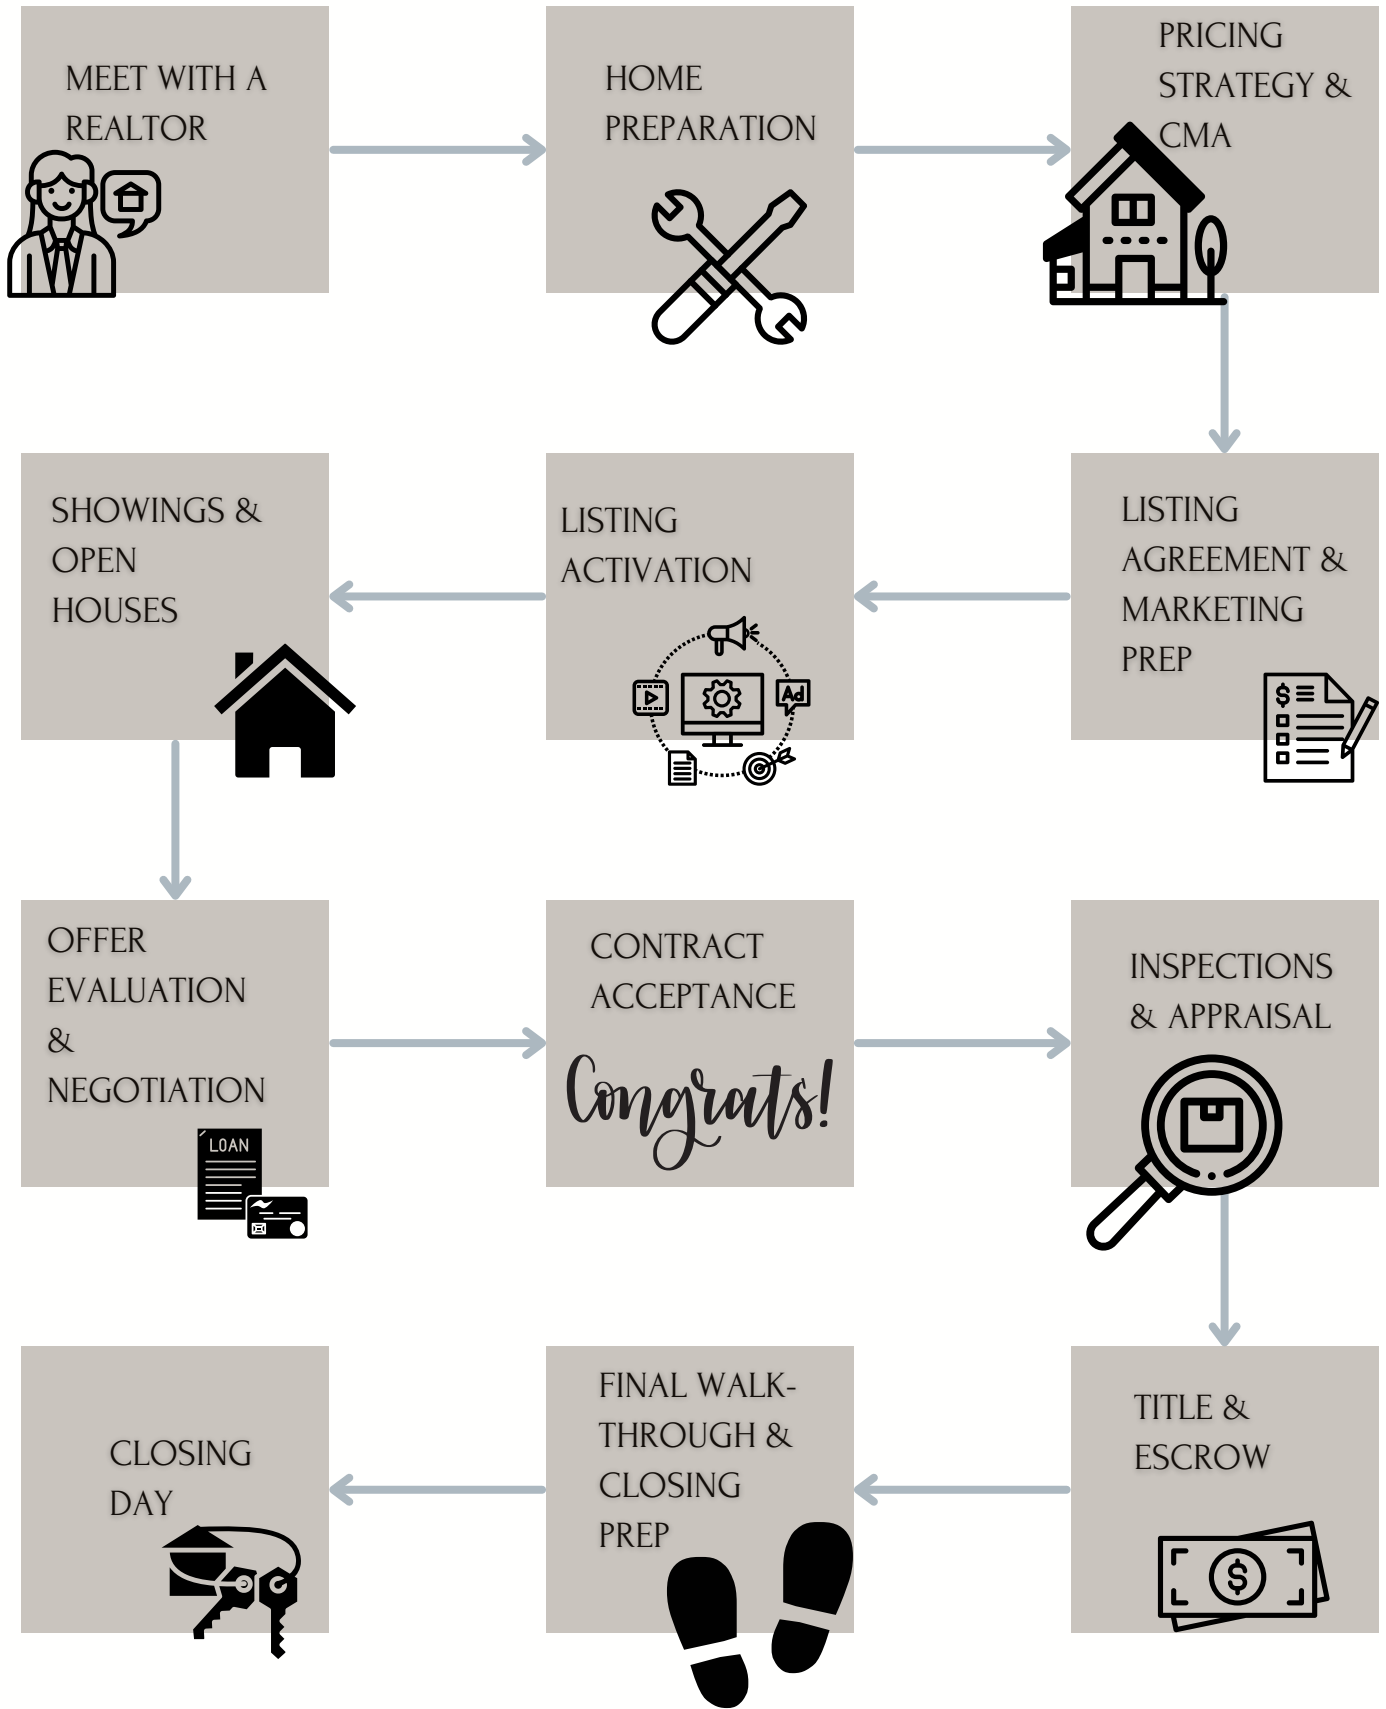 MEET WITH A
REALTOR
HOME
PREPARATION
PRICING
STRATEGY &
CMA
LISTING
AGREEMENT &
MARKETING
PREP
$
LISTING
ACTIVATION
Ad
SHOWINGS &
OPEN
HOUSES
OFFER
EVALUATION
&
NEGOTIATION
LOAN
CONTRACT
ACCEPTANCE
Congrats!
INSPECTIONS
& APPRAISAL
TITLE &
ESCROW
$
FINAL WALK-
THROUGH &
CLOSING
PREP
CLOSING
DAY